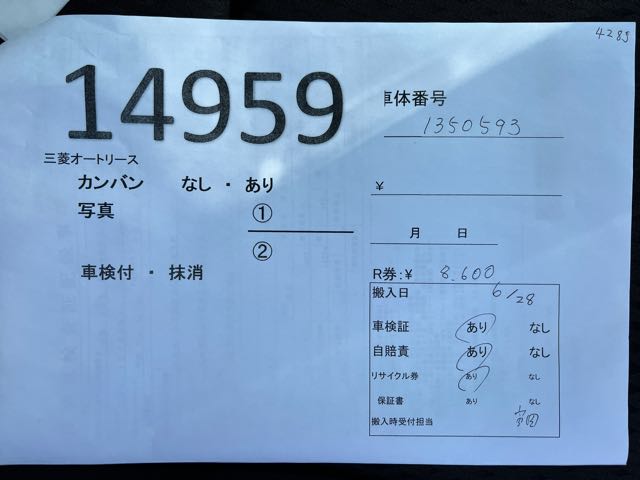 4285
14959
三菱オートリース
カンバン なし ・ あり
写真 ①
②
車検付 ・ 抹消
車体番号
1350593
¥
月 日
R券:¥ 8,600
搬入日 6/28
車検証 あり なし
自賠責 あり なし
リサイクル券 あり なし
保証書 あり なし
搬入時受付担当